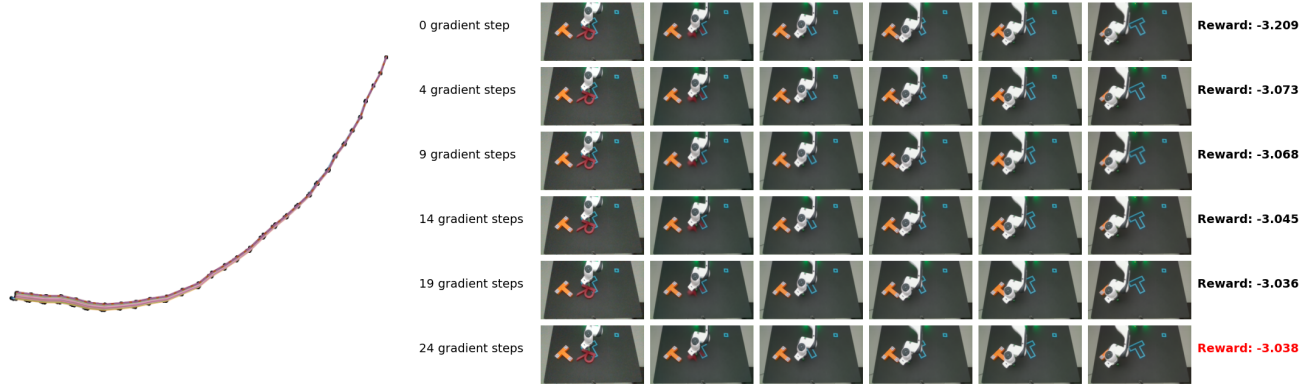 0 gradient step
Reward: -3.209
4 gradient steps
Reward: -3.073
9 gradient steps
Reward: -3.068
14 gradient steps
Reward: -3.045
19 gradient steps
Reward: -3.036
24 gradient steps
Reward: -3.038